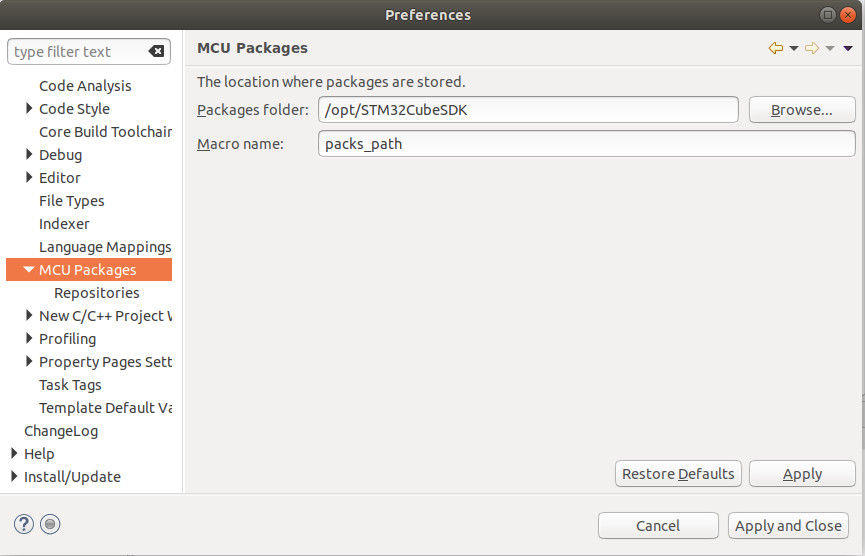 Preferences
type filter text
MCU Packages
The location where packages are stored.
Packages folder: /opt/STM32CubeSDK Browse...
Macro name: packs_path
Code Analysis
Code Style
Core Build Toolchair
Debug
Editor
File Types
Indexer
Language Mappings
MCU Packages
Repositories
New C/C++ Project W
Profiling
Property Pages Sett
Task Tags
Template Default Va
ChangeLog
Help
Install/Update
Restore Defaults Apply
? Cancel Apply and Close